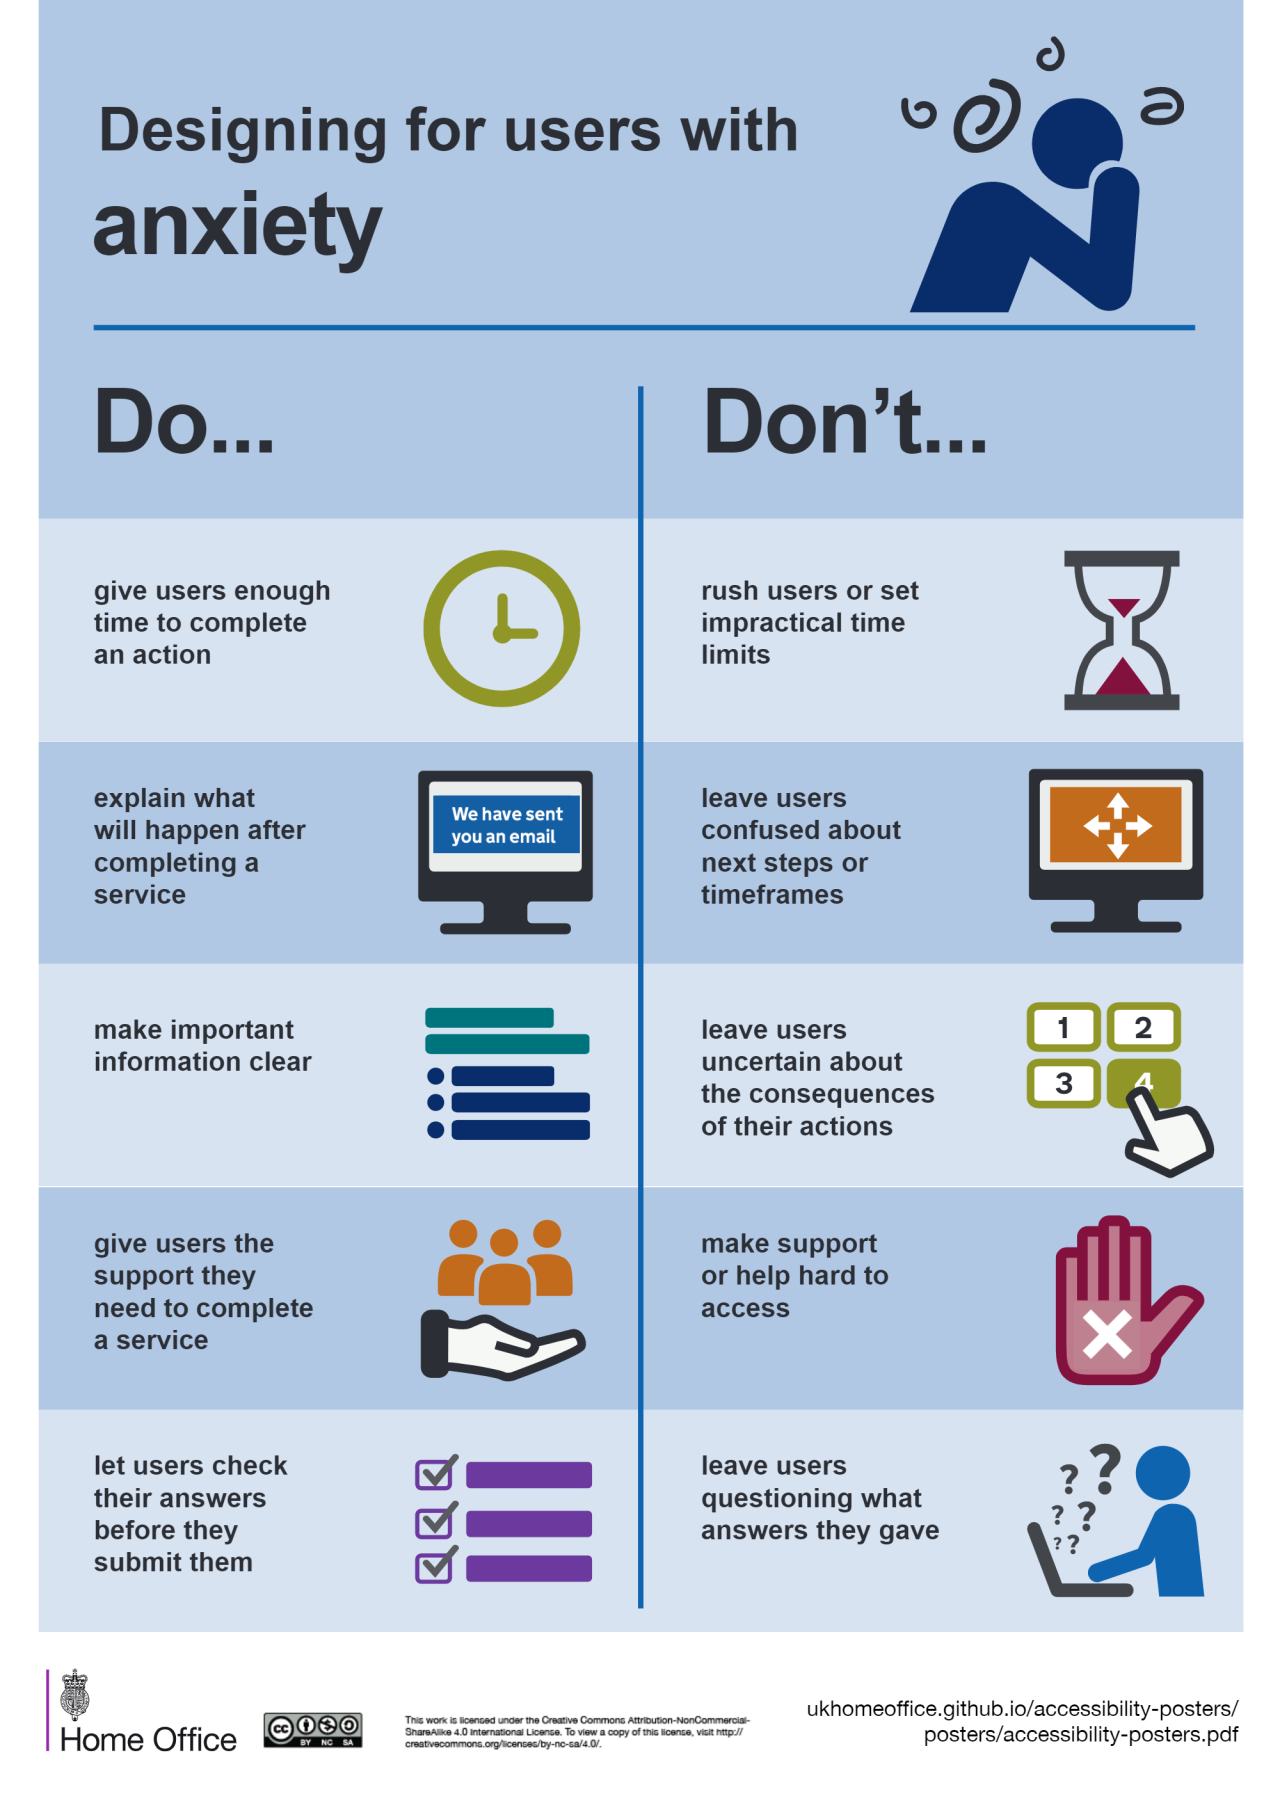 Designing for users with
anxiety
Do...
Don't...
give users enough
time to complete
an action
rush users or set
impractical time
limits
explain what
will happen after
completing a
service
We have sent
you an email
leave users
confused about
next steps or
timeframes
make important
information clear
leave users
uncertain about
the consequences
of their actions
1 2
3 4
give users the
support they
need to complete
a service
make support
or help hard to
access
let users check
their answers
before they
submit them
leave users
questioning what
answers they gave
? ?
? ?
? ?
Home Office
cc
BY NC SA
This work is licensed under the Creative Commons Attribution-NonCommercial-
ShareAlike 4.0 International License. To view a copy of this license, visit http://
creativecommons.org/licenses/by-nc-sa/4.0/.
ukhomeoffice.github.io/accessibility-posters/
posters/accessibility-posters.pdf